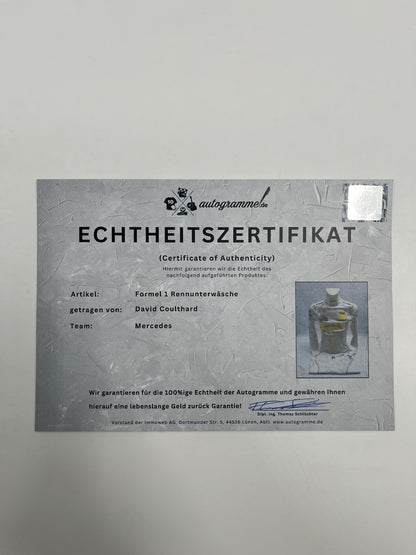 autogramme.de
ECHTHEITSZERTIFIKAT
(Certificate of Authenticity)
Hiermit garantieren wir die Echtheit des
nachfolgend aufgeführten Produktes:
Artikel: Formel 1 Rennunterwäsche
getragen von: David Coulthard
Team: Mercedes
Wir garantieren für die 100%ige Echtheit der Autogramme und gewähren Ihnen
hierauf eine lebenslange Geld zurück Garantie!
Dipl. Ing. Thomas Schlächter
Vorstand der immoweb AG, Dortmunder Str. 5, 44536 Lünen, Abtl. www.autogramme.de